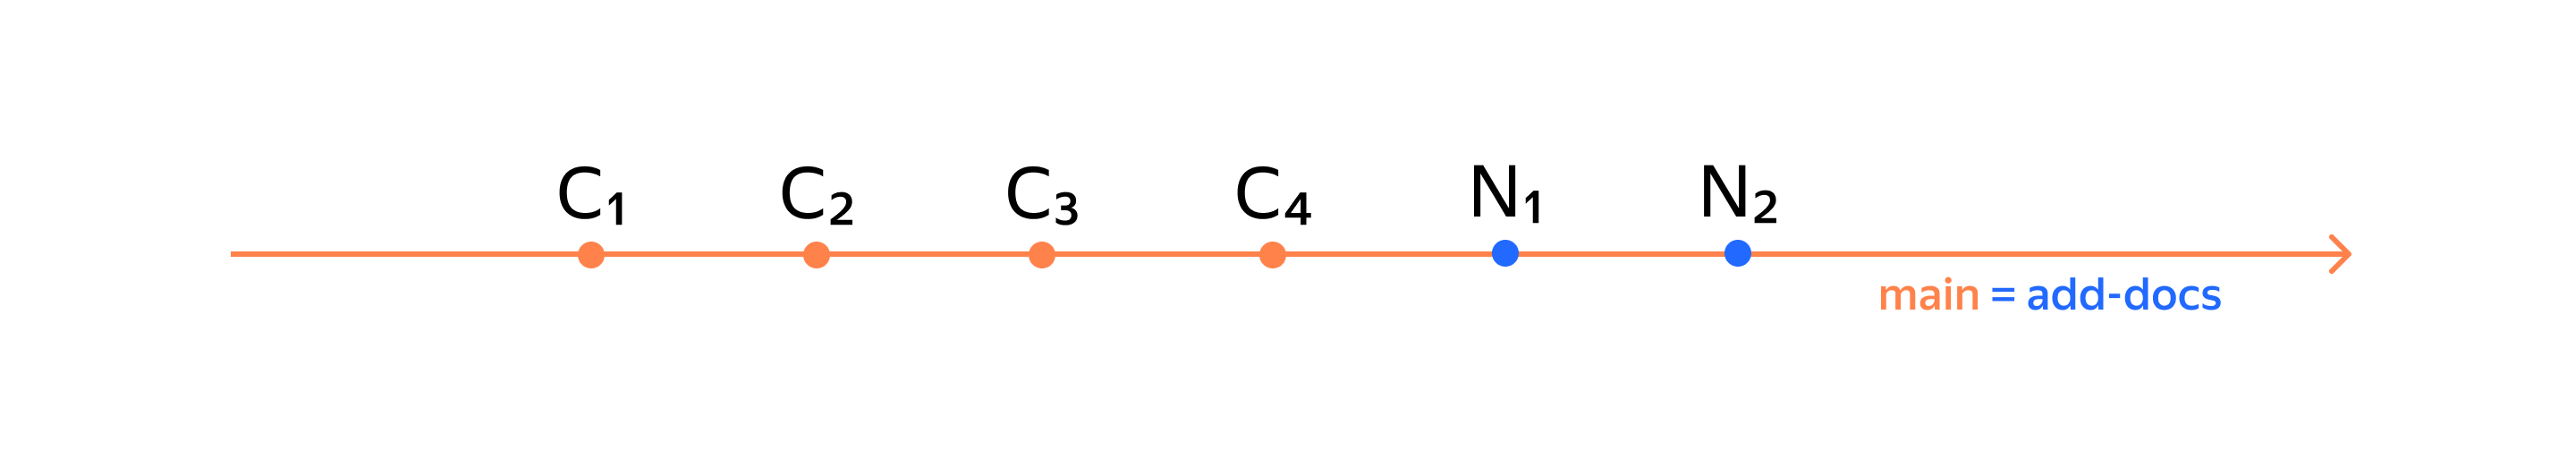 C₁ C₂ C₃ C₄ N₁ N₂
main = add-docs